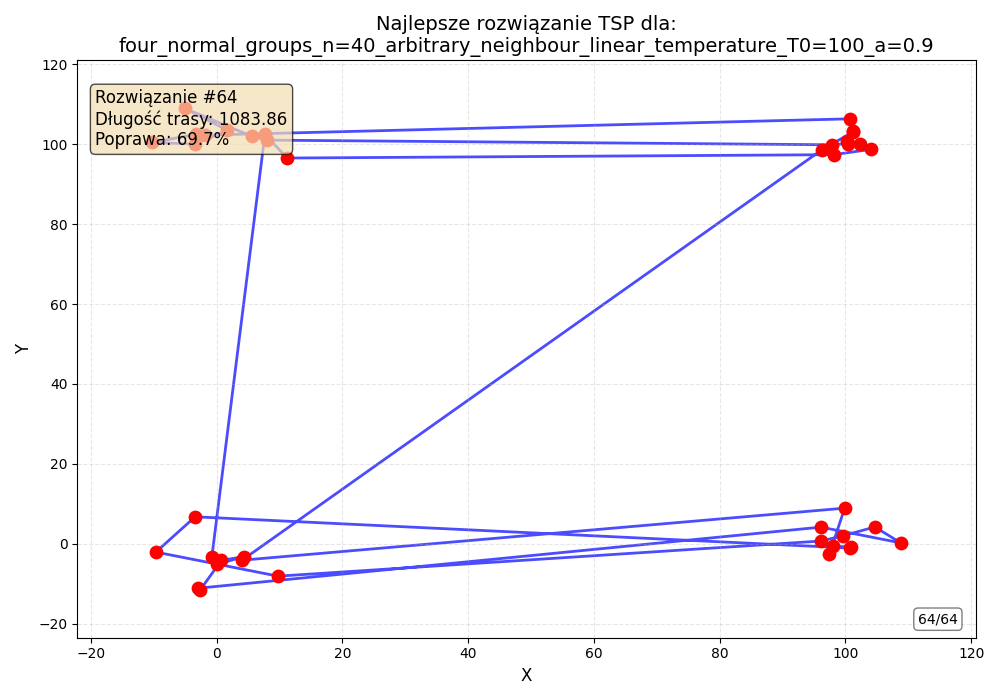 Najlepsze rozwiązanie TSP dla:
four_normal_groups_n=40_arbitrary_neighbour_linear_temperature_T0=100_a=0.9
Rozwiązanie #64
Długość trasy: 1083.86
Poprawa: 69.7%
120
100
80
60
40
20
0
−20
Y
64/64
−20
0
20
40
60
80
100
120
X